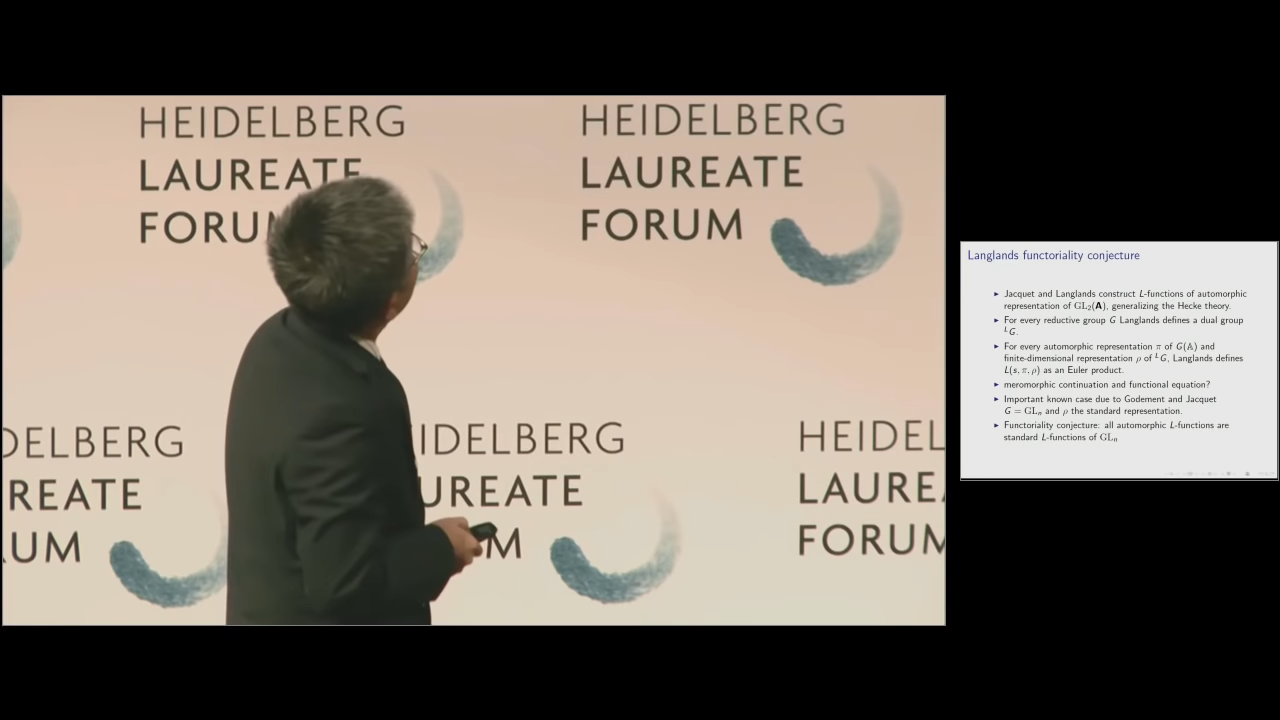 HEIDELBERG
LAUREATE
FORUM
HEIDELBERG
LAUREATE
FORUM
DELBERG
REATE
UM
IDELBERG
UREATE
M
HEIDEL
LAUREA
FORUM
Langlands functoriality conjecture
► Jacquet and Langlands construct L-functions of automorphic
representation of GL₂(A), generalizing the Hecke theory.
► For every reductive group G Langlands defines a dual group
ᴸG.
► For every automorphic representation π of G(𝔸) and
finite-dimensional representation ρ of ᴸG, Langlands defines
L(s, π, ρ) as an Euler product.
► meromorphic continuation and functional equation?
► Important known case due to Godement and Jacquet
G = GLₙ and ρ the standard representation.
► Functoriality conjecture: all automorphic L-functions are
standard L-functions of GLₙ